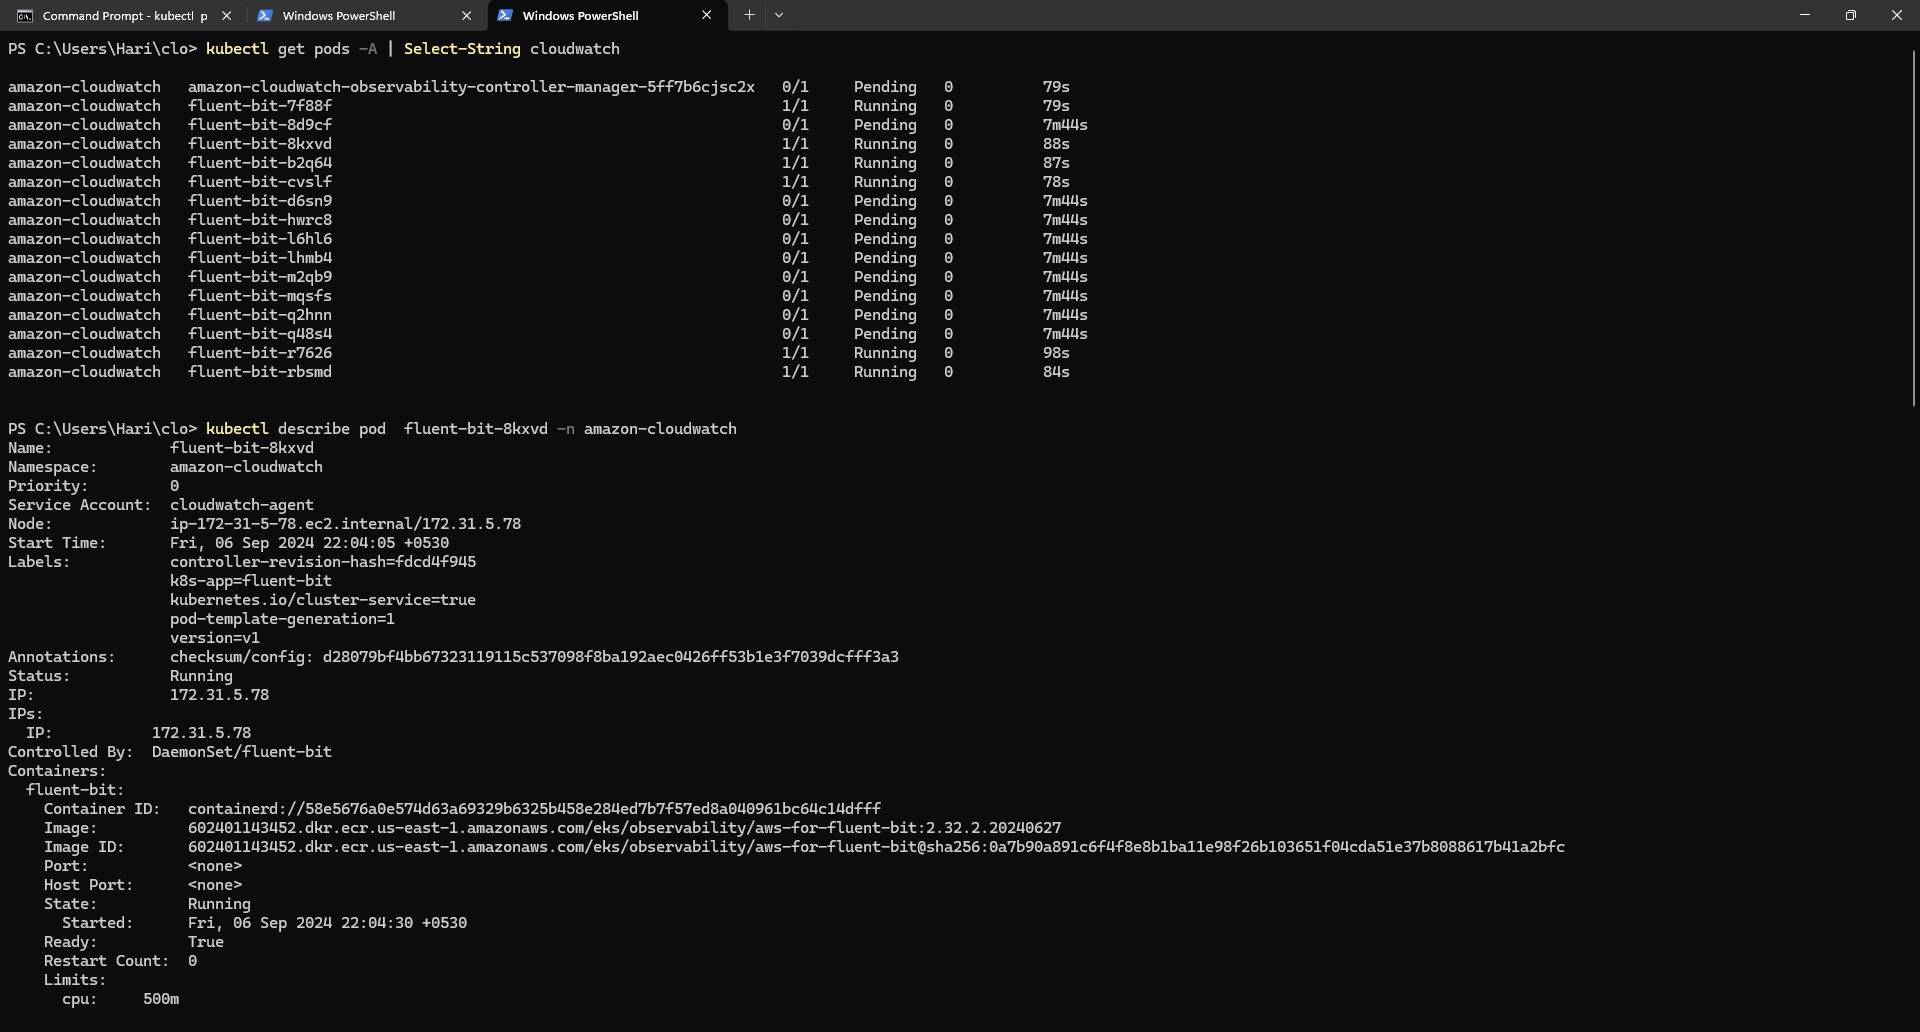 Command Prompt - kubectl p
Windows PowerShell
Windows PowerShell
PS C:\Users\Hari\clo> kubectl get pods -A | Select-String cloudwatch
amazon-cloudwatch amazon-cloudwatch-observability-controller-manager-5ff7b6cjsc2x 0/1 Pending 0 79s
amazon-cloudwatch fluent-bit-7f88f 1/1 Running 0 79s
amazon-cloudwatch fluent-bit-8d9cf 0/1 Pending 0 7m44s
amazon-cloudwatch fluent-bit-8kxvd 1/1 Running 0 88s
amazon-cloudwatch fluent-bit-b2q64 1/1 Running 0 87s
amazon-cloudwatch fluent-bit-cvslf 1/1 Running 0 78s
amazon-cloudwatch fluent-bit-d6sn9 0/1 Pending 0 7m44s
amazon-cloudwatch fluent-bit-hwrc8 0/1 Pending 0 7m44s
amazon-cloudwatch fluent-bit-l6hl6 0/1 Pending 0 7m44s
amazon-cloudwatch fluent-bit-lhmb4 0/1 Pending 0 7m44s
amazon-cloudwatch fluent-bit-m2qb9 0/1 Pending 0 7m44s
amazon-cloudwatch fluent-bit-mqsfs 0/1 Pending 0 7m44s
amazon-cloudwatch fluent-bit-q2hnn 0/1 Pending 0 7m44s
amazon-cloudwatch fluent-bit-q48s4 0/1 Pending 0 7m44s
amazon-cloudwatch fluent-bit-r7626 1/1 Running 0 98s
amazon-cloudwatch fluent-bit-rbsmd 1/1 Running 0 84s
PS C:\Users\Hari\clo> kubectl describe pod  fluent-bit-8kxvd -n amazon-cloudwatch
Name: fluent-bit-8kxvd
Namespace: amazon-cloudwatch
Priority: 0
Service Account: cloudwatch-agent
Node: ip-172-31-5-78.ec2.internal/172.31.5.78
Start Time: Fri, 06 Sep 2024 22:04:05 +0530
Labels: controller-revision-hash=fdcd4f945
k8s-app=fluent-bit
kubernetes.io/cluster-service=true
pod-template-generation=1
version=v1
Annotations: checksum/config: d28079bf4bb67323119115c537098f8ba192aec0426ff53b1e3f7039dcfff3a3
Status: Running
IP: 172.31.5.78
IPs:
IP: 172.31.5.78
Controlled By: DaemonSet/fluent-bit
Containers:
fluent-bit:
Container ID: containerd://58e5676a0e574d63a69329b6325b458e284ed7b7f57ed8a040961bc64c14dfff
Image: 602401143452.dkr.ecr.us-east-1.amazonaws.com/eks/observability/aws-for-fluent-bit:2.32.2.20240627
Image ID: 602401143452.dkr.ecr.us-east-1.amazonaws.com/eks/observability/aws-for-fluent-bit@sha256:0a7b90a891c6f4f8e8b1ba11e98f26b103651f04cda51e37b8088617b41a2bfc
Port: <none>
Host Port: <none>
State: Running
Started: Fri, 06 Sep 2024 22:04:30 +0530
Ready: True
Restart Count: 0
Limits:
cpu: 500m